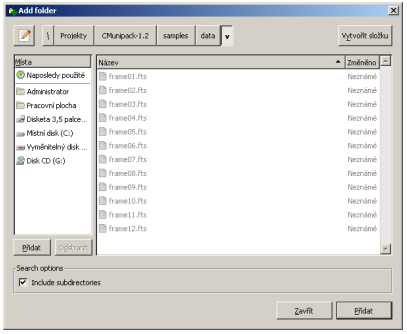 Add folder
\ Projekty CMunipack-1.2 samples data v Vytvořit složku
Místa
Naposledy použité
Administrator
Pracovní plocha
Disketa 3,5 palce...
Místní disk (C:)
Vyměnitelný disk ...
Disk CD (G:)
Přidat Odstranit
Název Změněno
frame01.fts Neznámé
frame02.fts Neznámé
frame03.fts Neznámé
frame04.fts Neznámé
frame05.fts Neznámé
frame06.fts Neznámé
frame07.fts Neznámé
frame08.fts Neznámé
frame09.fts Neznámé
frame10.fts Neznámé
frame11.fts Neznámé
frame12.fts Neznámé
Search options
Include subdirectories
Zavřít Přidat